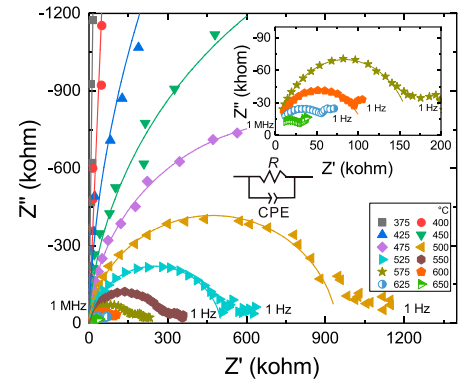 -1200
-900
-600
-300
0
Z'' (kohm)
0
300
600
900
1200
Z' (kohm)
1 MHz
1 Hz
1 Hz
1 Hz
-90
-60
-30
0
Z'' (khom)
0
50
100
150
200
Z' (kohm)
1 MHz
1 Hz
1 Hz
1 Hz
R
CPE
°C
375 400
425 450
475 500
525 550
575 600
625 650